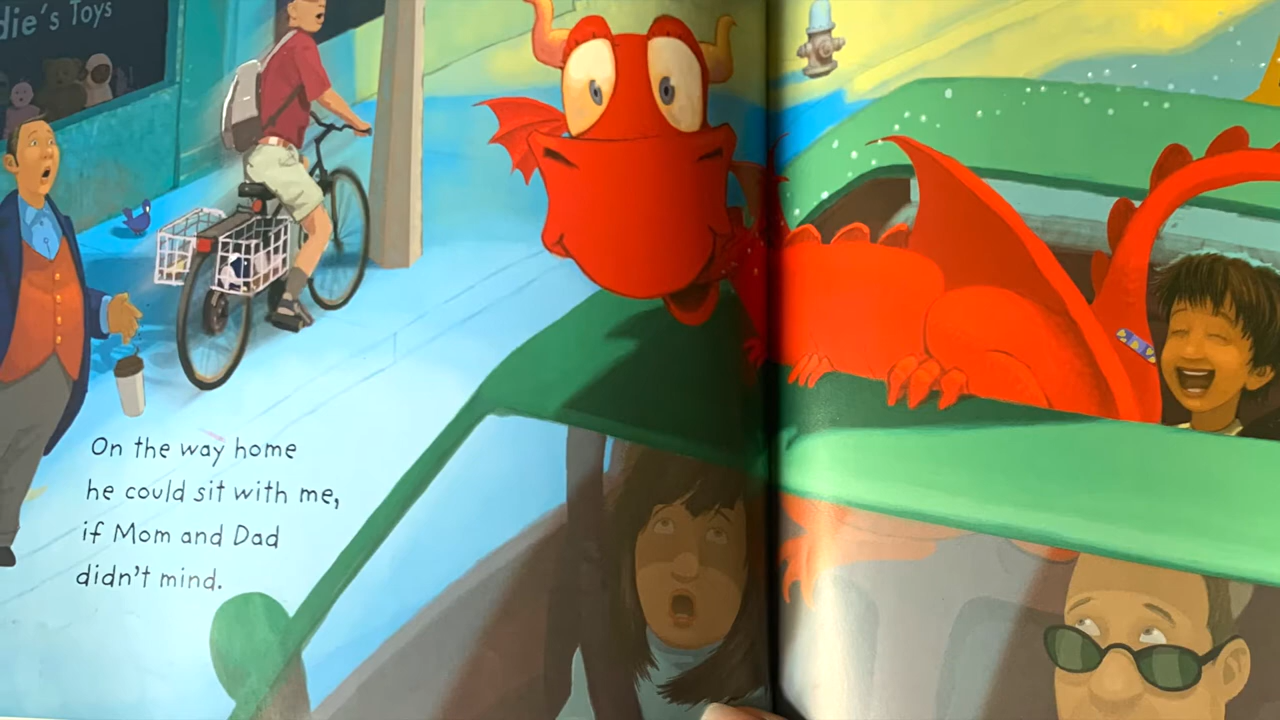 die's Toys
On the way home
he could sit with me,
if Mom and Dad
didn't mind.